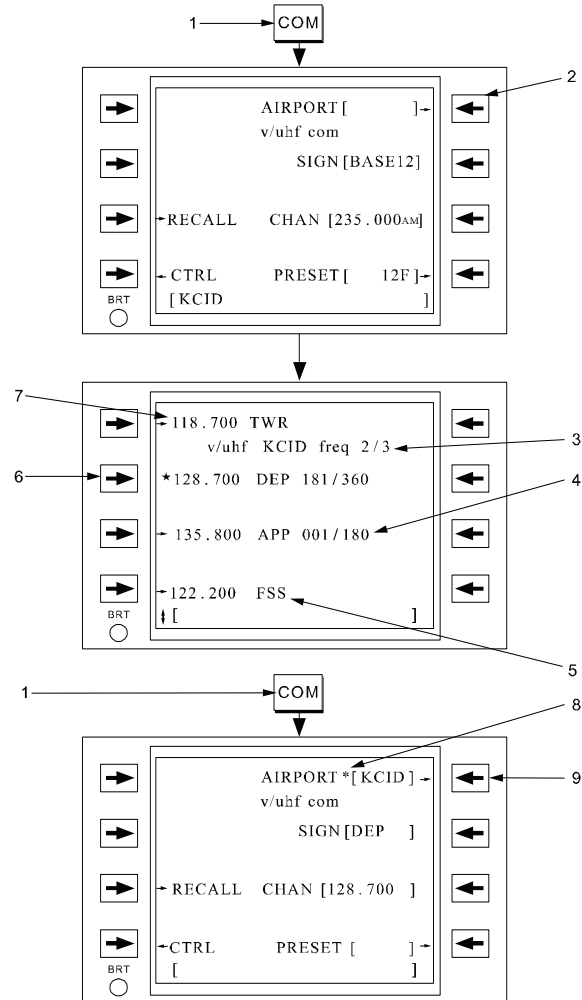 1 COM
2
AIRPORT [ ]→
v/uhf com
SIGN [BASE12]
→RECALL CHAN [235.000AM]
←CTRL PRESET [ 12F]→
[KCID ]
BRT
7
→118.700 TWR
v/uhf KCID freq 2/3
3
6
★128.700 DEP 181/360
4
→135.800 APP 001/180
→122.200 FSS
↕[ ]
BRT
5
1 COM
8
AIRPORT *[KCID]→
9
v/uhf com
SIGN [DEP ]
→RECALL CHAN [128.700 ]
←CTRL PRESET [ ]→
[ ]
BRT